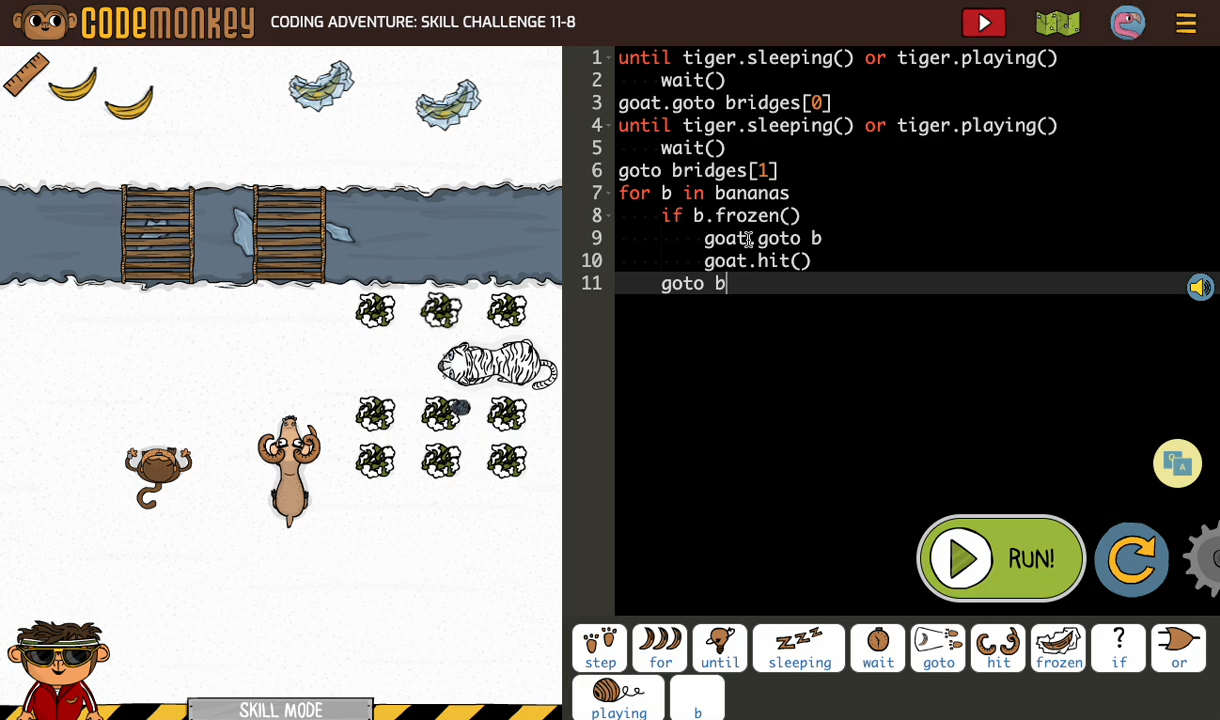 CODEMONKEY CODING ADVENTURE: SKILL CHALLENGE 11-8
1 until tiger.sleeping() or tiger.playing()
2 wait()
3 goat.goto bridges[0]
4 until tiger.sleeping() or tiger.playing()
5 wait()
6 goto bridges[1]
7 for b in bananas
8 if b.frozen()
9 goat.goto b
10 goat.hit()
11 goto b
Q A
RUN!
step for until sleeping wait goto hit frozen if or
playing b
SKILL MODE